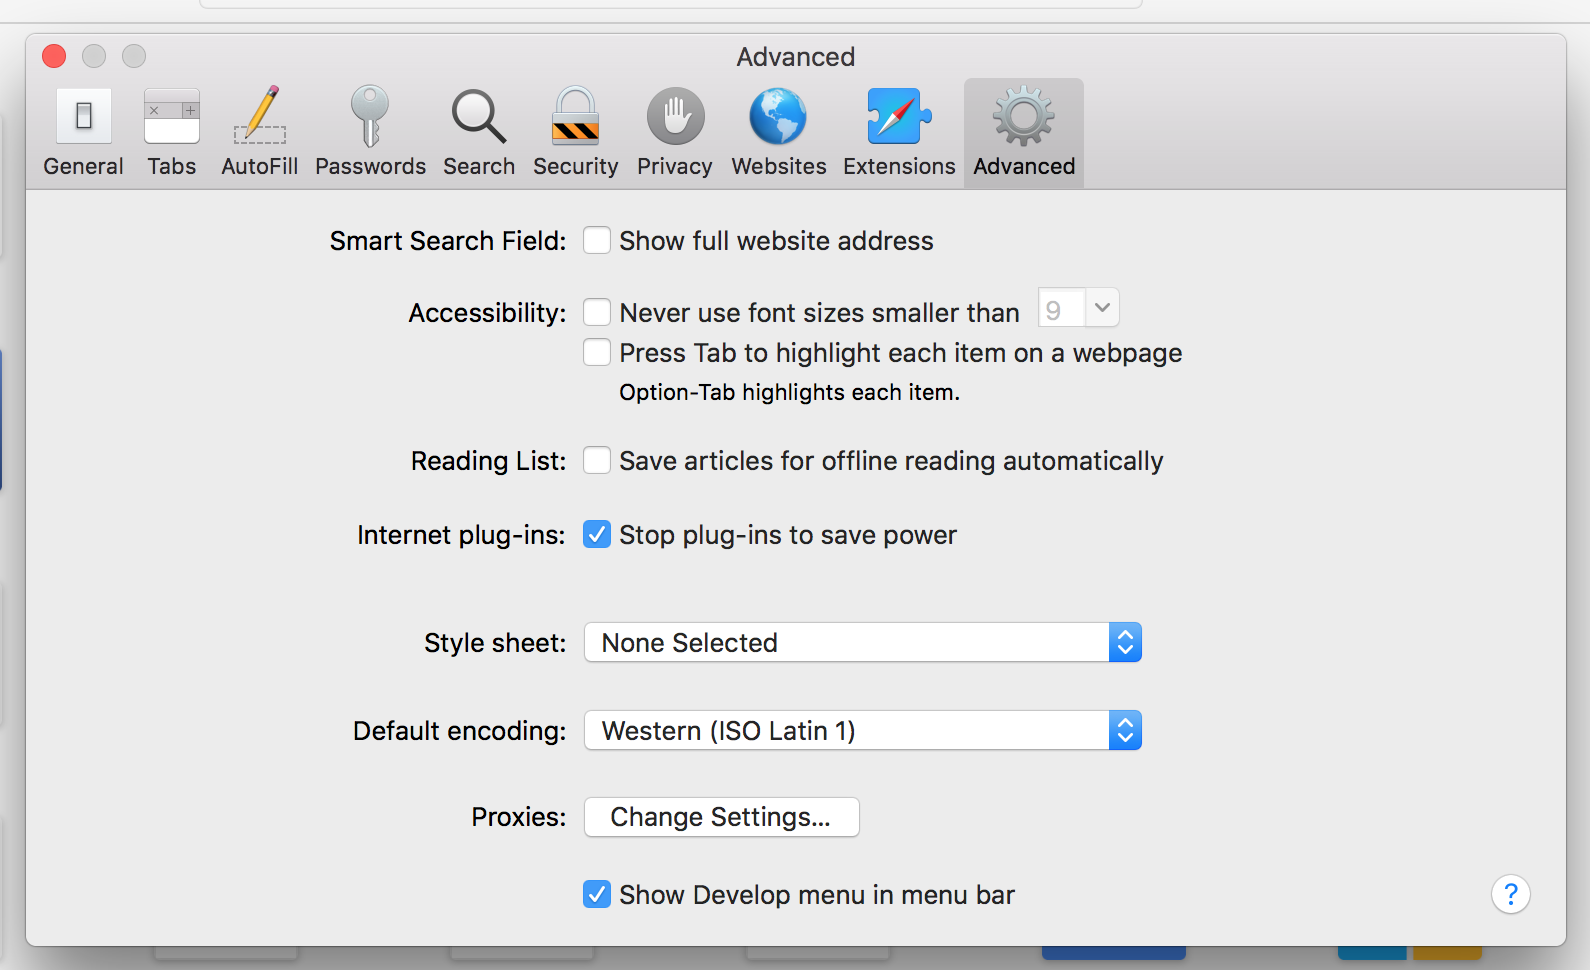 Advanced
General Tabs AutoFill Passwords Search Security Privacy Websites Extensions Advanced
Smart Search Field: Show full website address
Accessibility: Never use font sizes smaller than 9
Press Tab to highlight each item on a webpage
Option-Tab highlights each item.
Reading List: Save articles for offline reading automatically
Internet plug-ins: Stop plug-ins to save power
Style sheet: None Selected
Default encoding: Western (ISO Latin 1)
Proxies: Change Settings...
Show Develop menu in menu bar
?